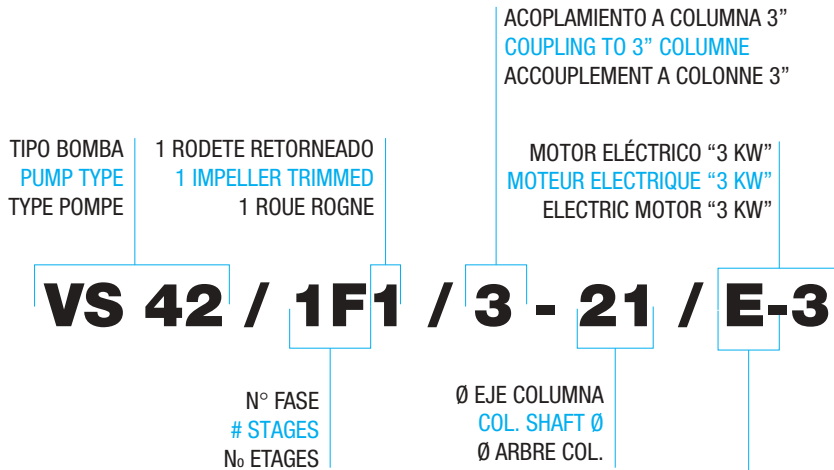 ACOPLAMIENTO A COLUMNA 3”
COUPLING TO 3” COLUMNE
ACCOUPLEMENT A COLONNE 3”
TIPO BOMBA
PUMP TYPE
TYPE POMPE
1 RODETE RETORNEADO
1 IMPELLER TRIMMED
1 ROUE ROGNE
MOTOR ELÉCTRICO “3 KW”
MOTEUR ELECTRIQUE “3 KW”
ELECTRIC MOTOR “3 KW”
VS 42 / 1F1 / 3 - 21 / E-3
N° FASE
# STAGES
N₀ ETAGES
Ø EJE COLUMNA
COL. SHAFT Ø
Ø ARBRE COL.